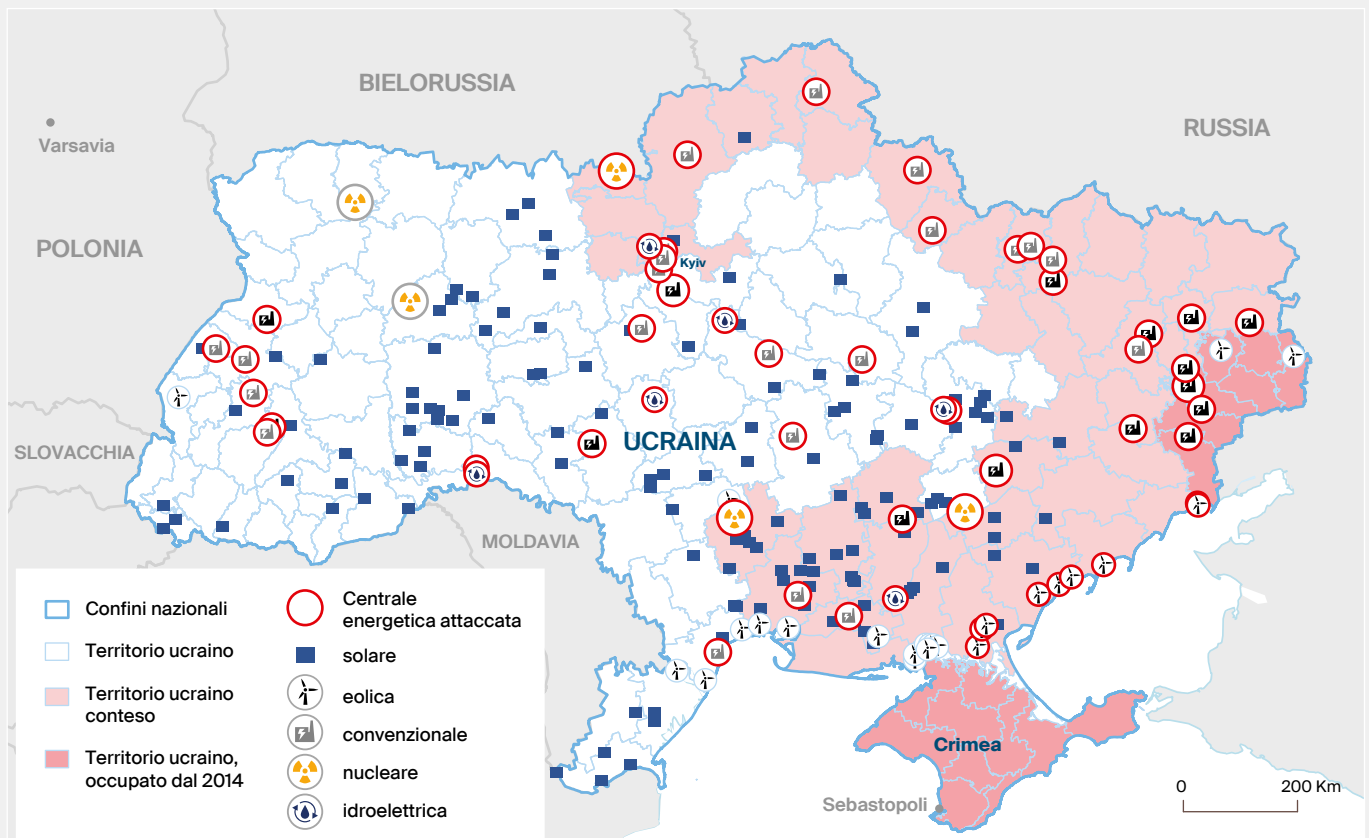 BIELORUSSIA
RUSSIA
Varsavia
POLONIA
Kyiv
SLOVACCHIA
UCRAINA
MOLDAVIA
Crimea
Sebastopoli
0 200 Km
Confini nazionali
Territorio ucraino
Territorio ucraino
conteso
Territorio ucraino,
occupato dal 2014
Centrale
energetica attaccata
solare
eolica
convenzionale
nucleare
idroelettrica